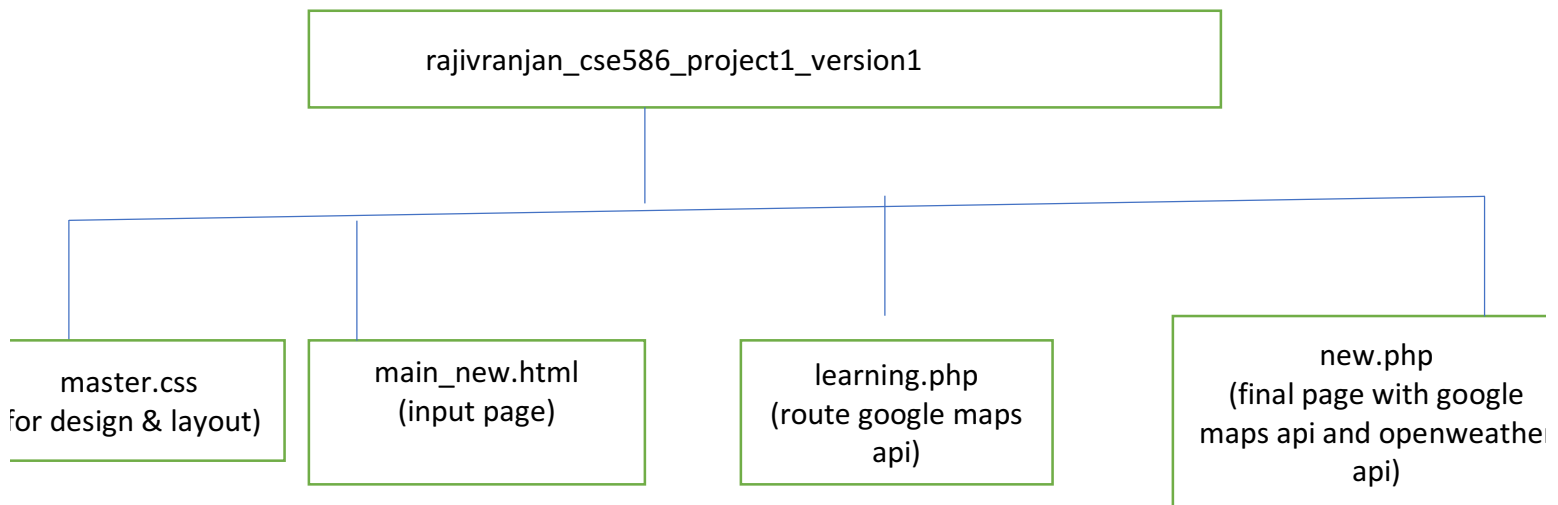 rajivranjan_cse586_project1_version1
master.css
for design & layout)
main_new.html
(input page)
learning.php
(route google maps
api)
new.php
(final page with google
maps api and openweather
api)